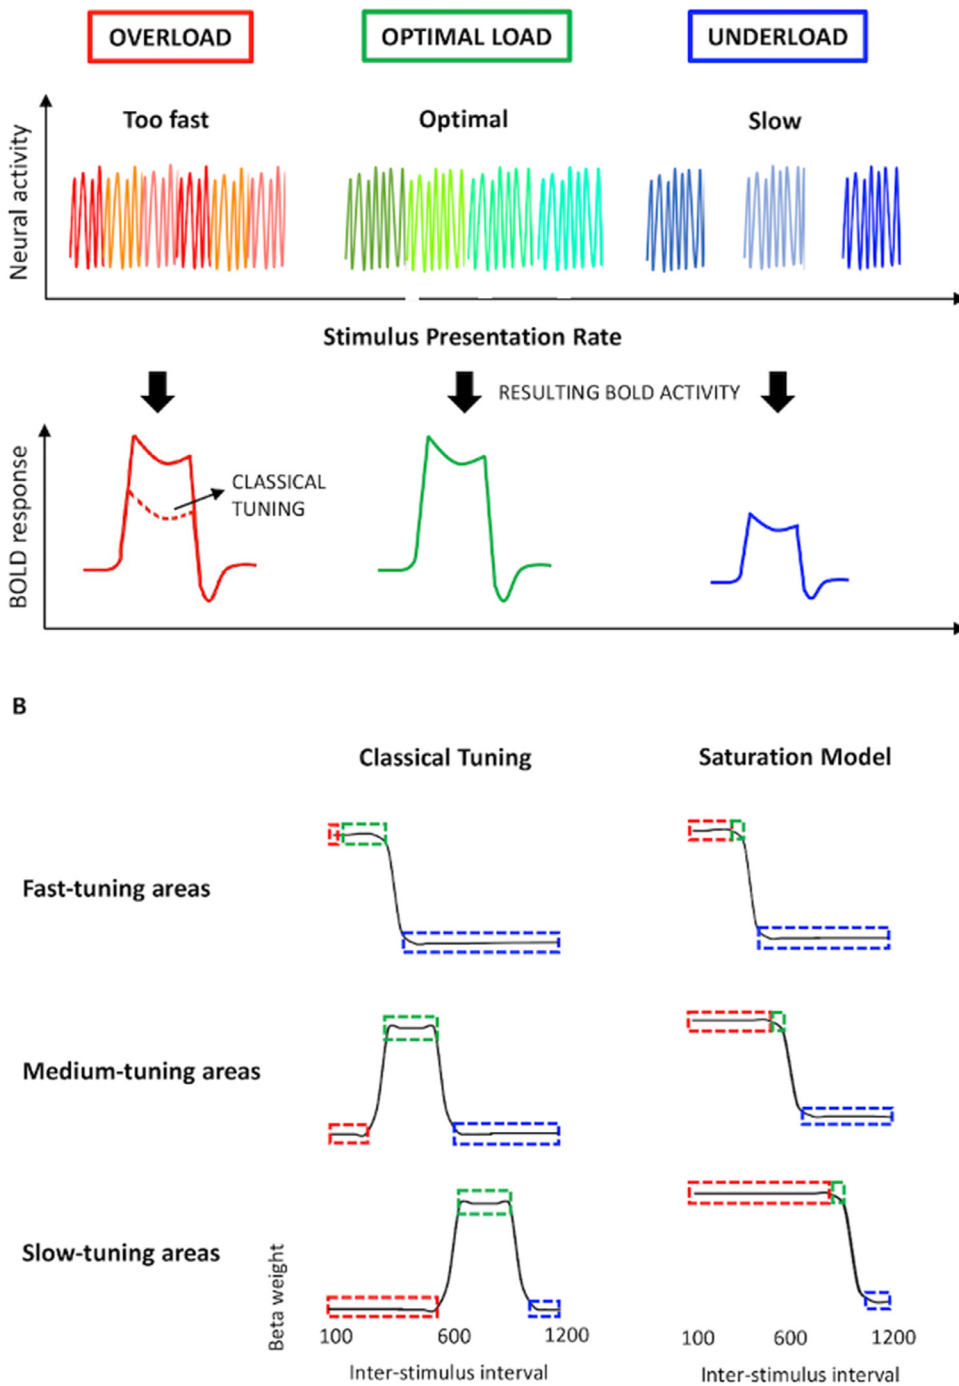 OVERLOAD
OPTIMAL LOAD
UNDERLOAD
Neural activity
Too fast
Optimal
Slow
Stimulus Presentation Rate
RESULTING BOLD ACTIVITY
BOLD response
CLASSICAL
TUNING
B
Classical Tuning
Saturation Model
Fast-tuning areas
Medium-tuning areas
Slow-tuning areas
Beta weight
100 600 1200
100 600 1200
Inter-stimulus interval
Inter-stimulus interval